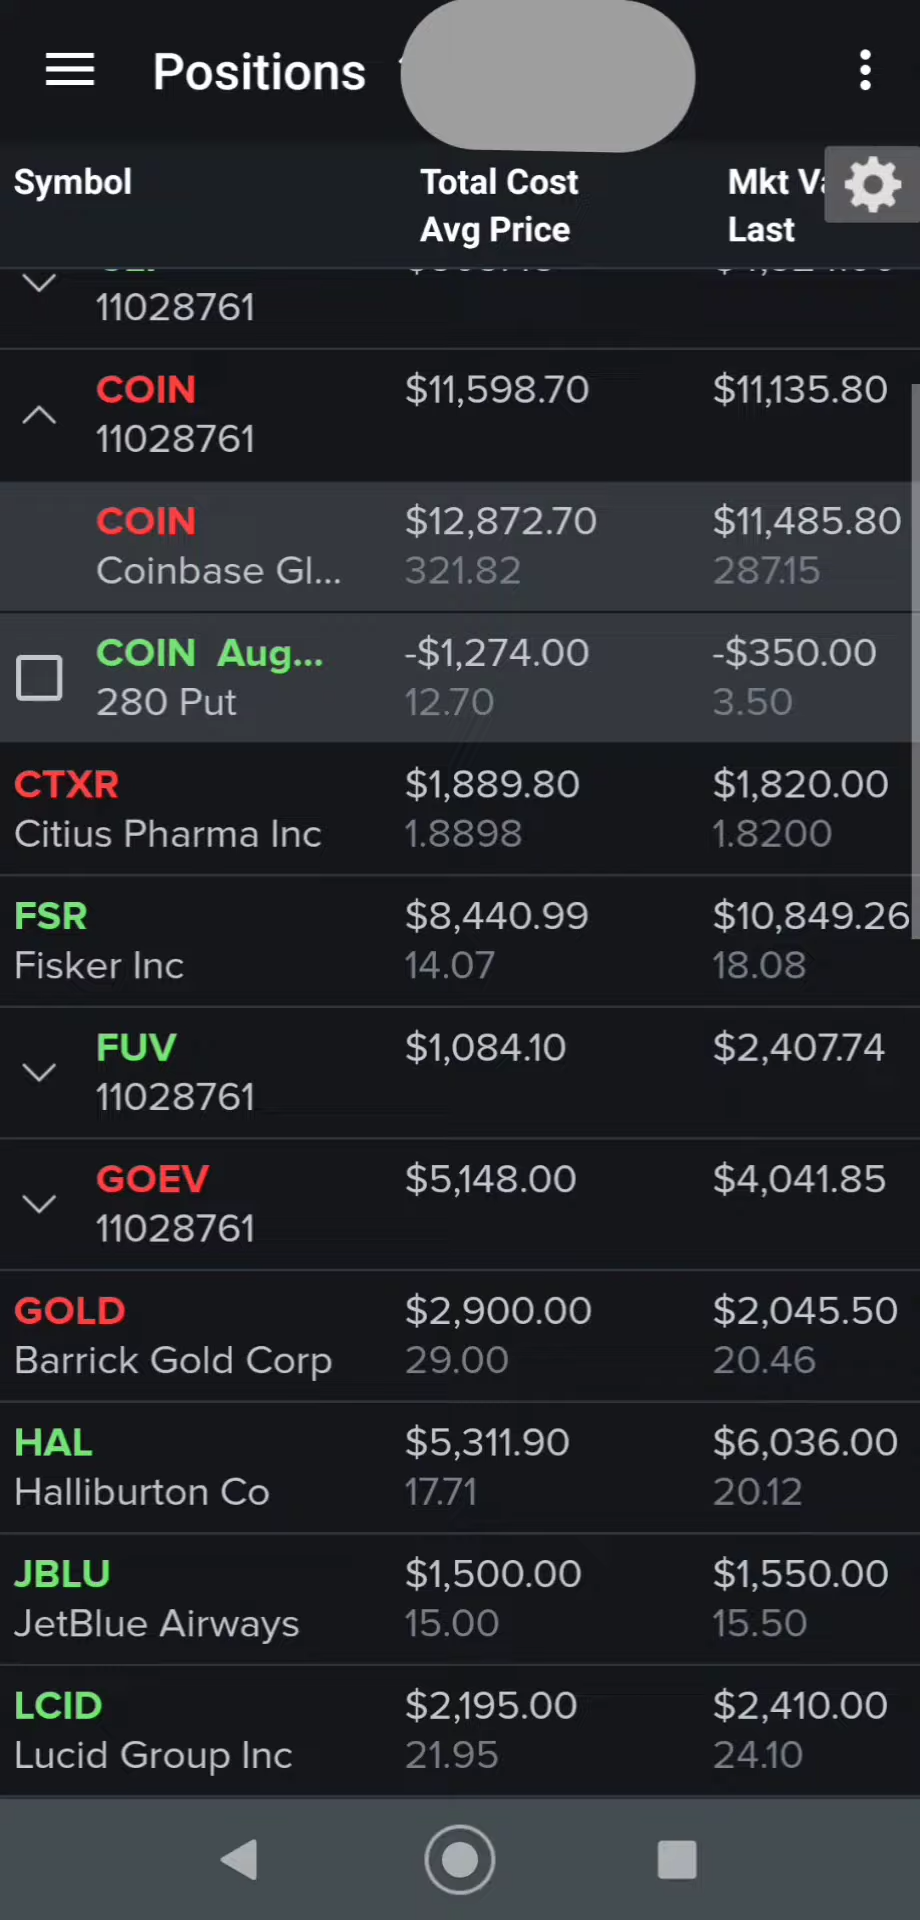 Positions
Symbol Total Cost Mkt Va
Avg Price Last
11028761
COIN $11,598.70 $11,135.80
11028761
COIN $12,872.70 $11,485.80
Coinbase Gl... 321.82 287.15
COIN Aug... -$1,274.00 -$350.00
280 Put 12.70 3.50
CTXR $1,889.80 $1,820.00
Citius Pharma Inc 1.8898 1.8200
FSR $8,440.99 $10,849.26
Fisker Inc 14.07 18.08
FUV $1,084.10 $2,407.74
11028761
GOEV $5,148.00 $4,041.85
11028761
GOLD $2,900.00 $2,045.50
Barrick Gold Corp 29.00 20.46
HAL $5,311.90 $6,036.00
Halliburton Co 17.71 20.12
JBLU $1,500.00 $1,550.00
JetBlue Airways 15.00 15.50
LCID $2,195.00 $2,410.00
Lucid Group Inc 21.95 24.10